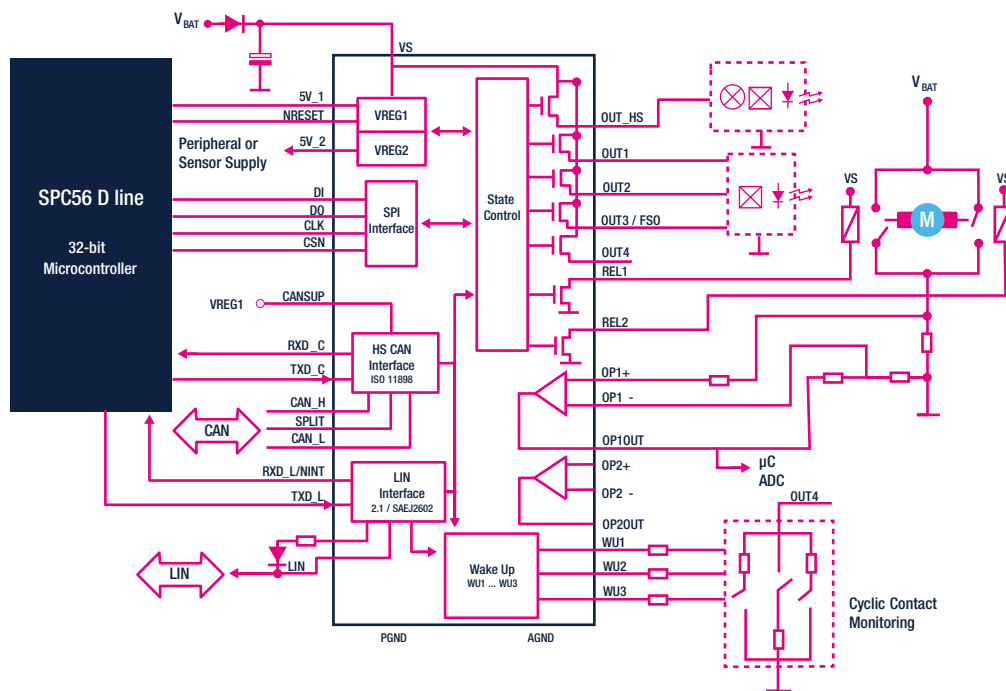 VBAT
VS
SPC56 D line
32-bit
Microcontroller
5V_1
NRESET
5V_2
Peripheral or
Sensor Supply
VREG1
VREG2
DI
DO
CLK
CSN
SPI
Interface
State
Control
OUT_HS
OUT1
OUT2
OUT3 / FSO
OUT4
REL1
REL2
VBAT
VS
M
VS
VREG1
CANSUP
RXD_C
TXD_C
HS CAN
Interface
ISO 11898
CAN_H
SPLIT
CAN_L
CAN
RXD_L/NINT
TXD_L
LIN
Interface
2.1 / SAEJ2602
LIN
LIN
OP1+
OP1 -
OP1OUT
µC
ADC
OP2+
OP2 -
OP2OUT
Wake Up
WU1 ... WU3
WU1
WU2
WU3
OUT4
Cyclic Contact
Monitoring
PGND
AGND